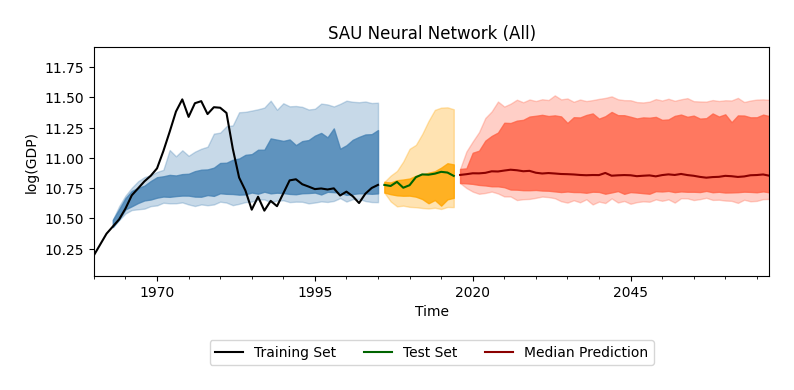 SAU Neural Network (All)
11.75
11.50
11.25
11.00
10.75
10.50
10.25
log(GDP)
1970 1995 2020 2045
Time
Training Set Test Set Median Prediction